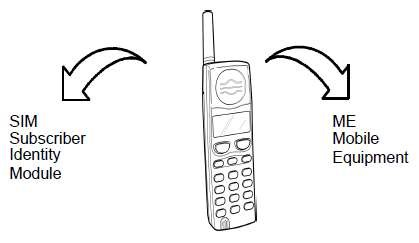 SIM
Subscriber
Identity
Module
ME
Mobile
Equipment